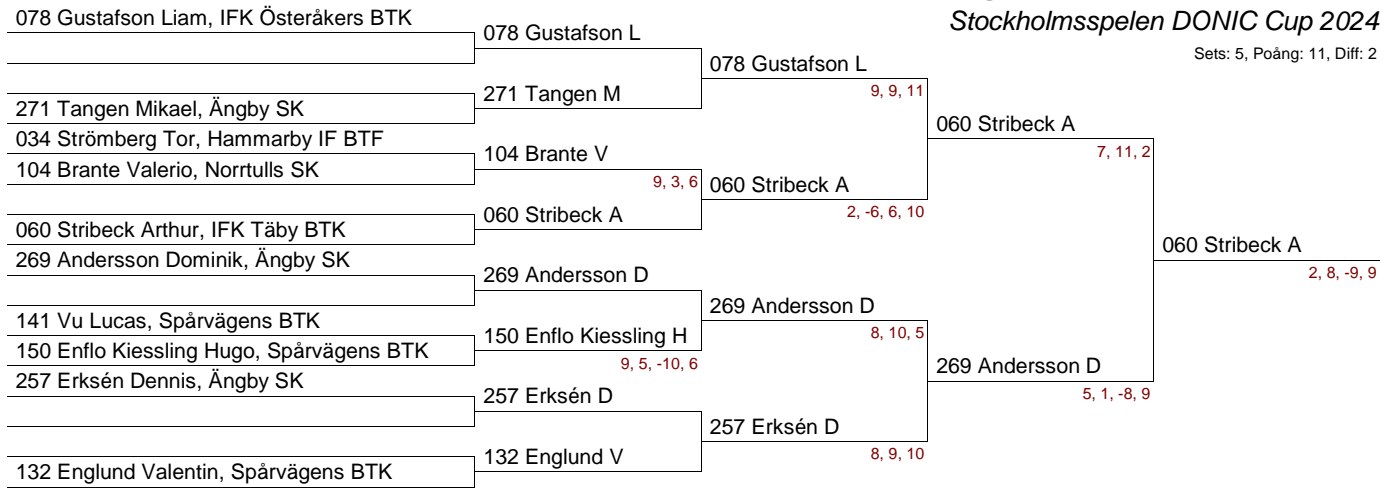 Stockholmsspelen DONIC Cup 2024
Sets: 5, Poång: 11, Diff: 2
078 Gustafson Liam, IFK Österåkers BTK
271 Tangen Mikael, Ängby SK
034 Strömberg Tor, Hammarby IF BTF
104 Brante Valerio, Norrtulls SK
060 Stribeck Arthur, IFK Täby BTK
269 Andersson Dominik, Ängby SK
141 Vu Lucas, Spårvägens BTK
150 Enflo Kiessling Hugo, Spårvägens BTK
257 Erksén Dennis, Ängby SK
132 Englund Valentin, Spårvägens BTK
078 Gustafson L
271 Tangen M
104 Brante V
9, 3, 6
060 Stribeck A
269 Andersson D
150 Enflo Kiessling H
9, 5, -10, 6
257 Erksén D
132 Englund V
078 Gustafson L
9, 9, 11
060 Stribeck A
2, -6, 6, 10
269 Andersson D
8, 10, 5
257 Erksén D
8, 9, 10
060 Stribeck A
7, 11, 2
269 Andersson D
5, 1, -8, 9
060 Stribeck A
2, 8, -9, 9